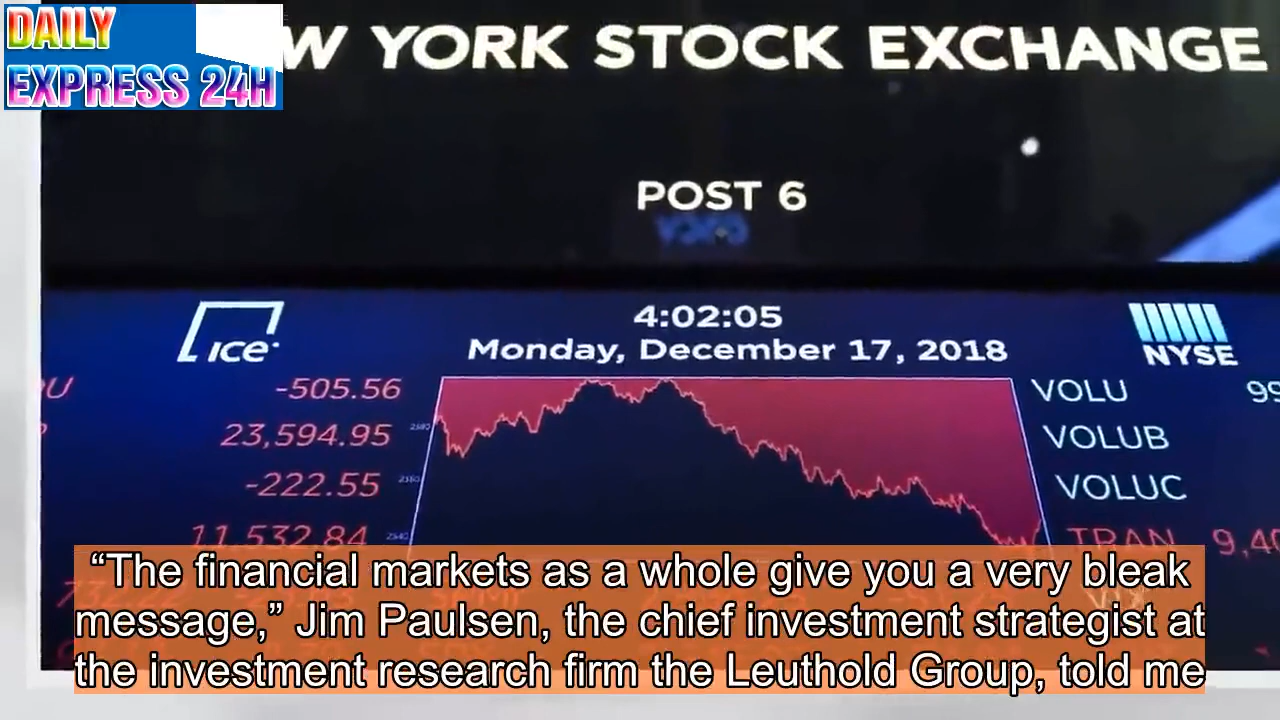 DAILY
EXPRESS 24H
W YORK STOCK EXCHANGE
POST 6
ICE
4:02:05
Monday, December 17, 2018
NYSE
-505.56
VOLU
23,594.95
VOLUB
-222.55
VOLUC
11,532.84
TRAN 9,40
“The financial markets as a whole give you a very bleak
message,” Jim Paulsen, the chief investment strategist at
the investment research firm the Leuthold Group, told me